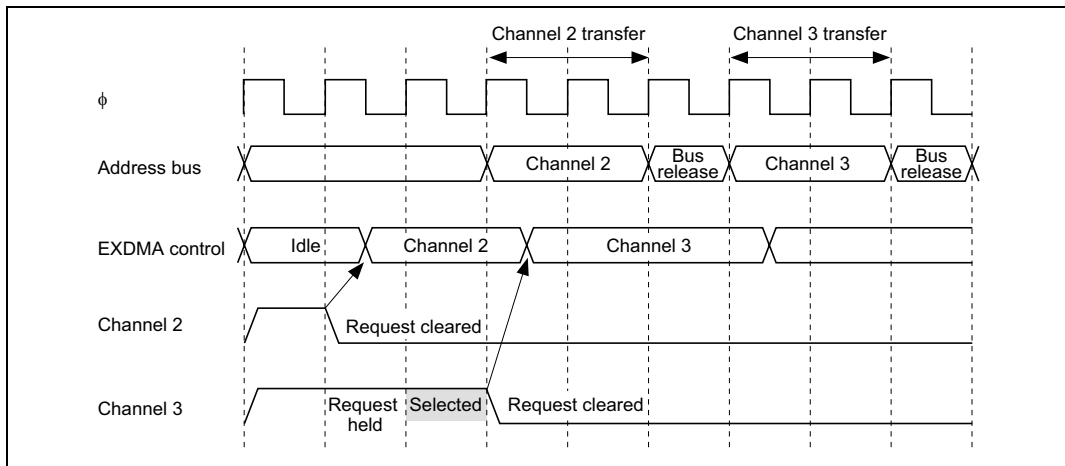 Channel 2 transfer Channel 3 transfer
ϕ
Address bus Channel 2 Bus release Channel 3 Bus release
EXDMA control Idle Channel 2 Channel 3
Channel 2 Request cleared
Channel 3 Request held Selected Request cleared